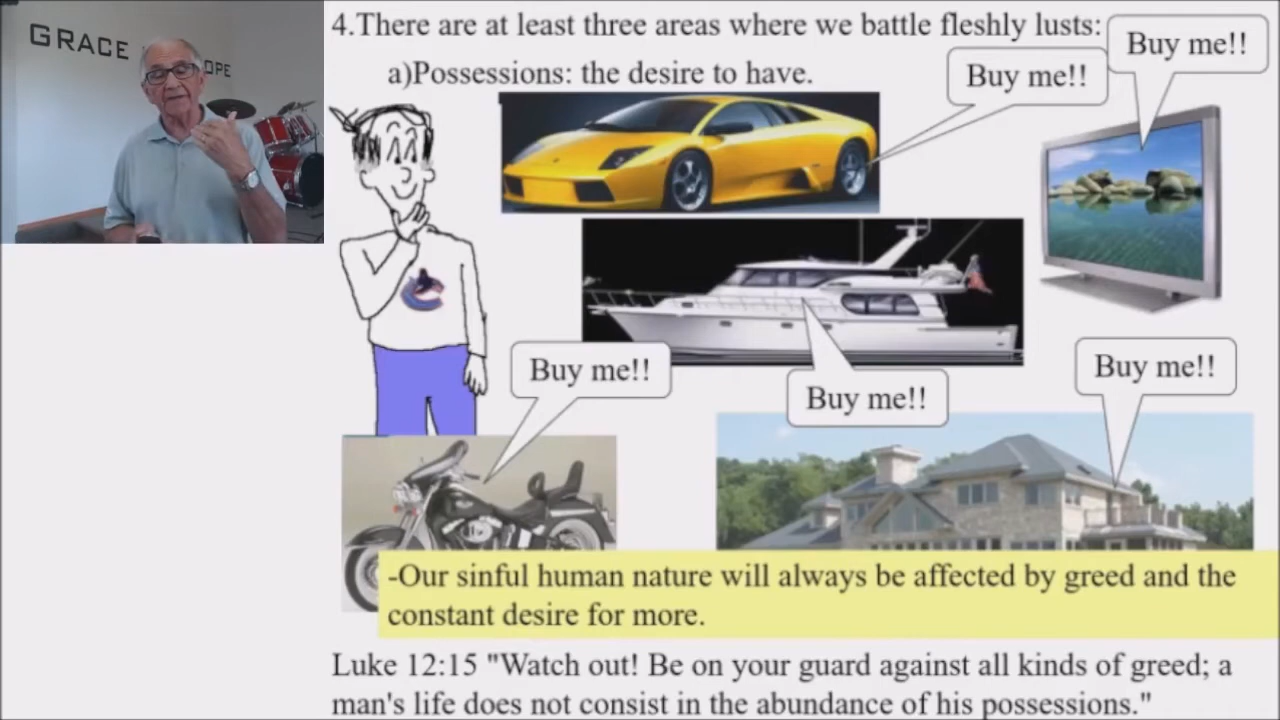 GRACE
OPE
4.There are at least three areas where we battle fleshly lusts:
a)Possessions: the desire to have.
Buy me!!
Buy me!!
Buy me!!
Buy me!!
Buy me!!
-Our sinful human nature will always be affected by greed and the
constant desire for more.
Luke 12:15 "Watch out! Be on your guard against all kinds of greed; a
man's life does not consist in the abundance of his possessions."